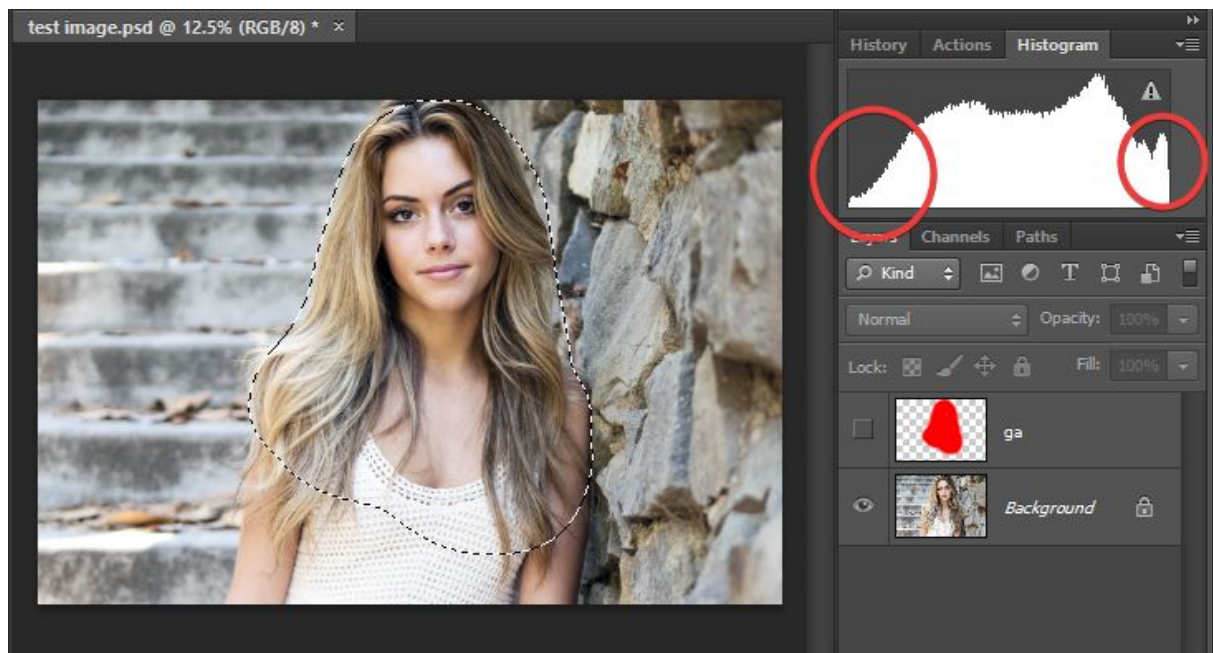 test image.psd @ 12.5% (RGB/8) * ×
History Actions Histogram
Layers Channels Paths
Kind T
Normal Opacity: 100%
Lock: Fill: 100%
ga
Background